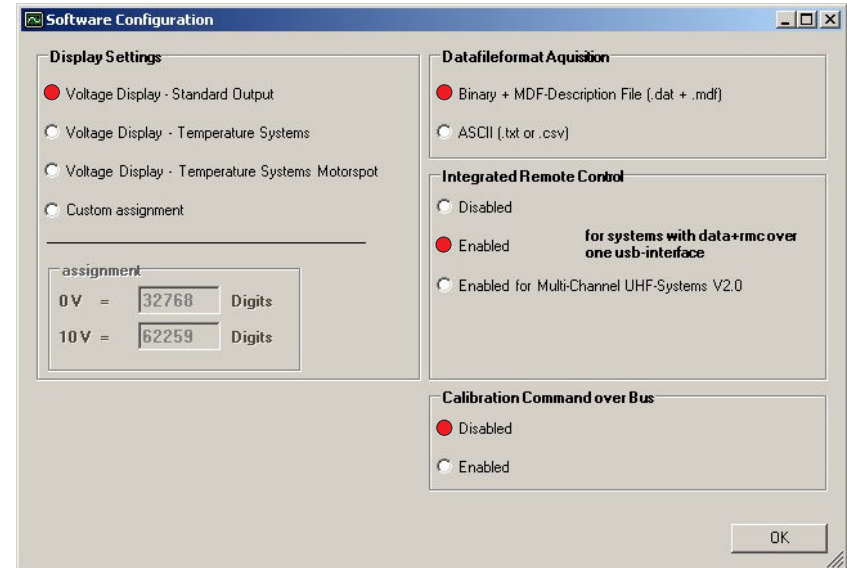 Software Configuration
Display Settings
Voltage Display - Standard Output
Voltage Display - Temperature Systems
Voltage Display - Temperature Systems Motorspot
Custom assignment
assignment
0 V = 32768 Digits
10 V = 62259 Digits
Datafileformat Aquisition
Binary + MDF-Description File (.dat + .mdf)
ASCII (.txt or .csv)
Integrated Remote Control
Disabled
Enabled
for systems with data+rmc over
one usb-interface
Enabled for Multi-Channel UHF-Systems V2.0
Calibration Command over Bus
Disabled
Enabled
OK